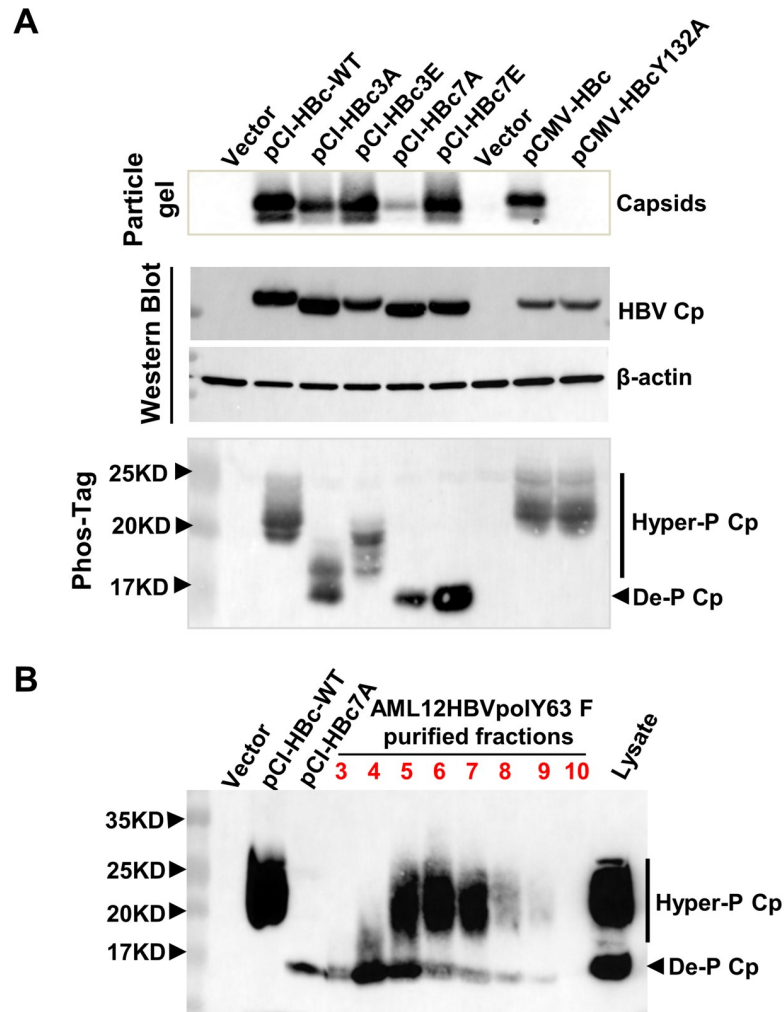 A
Vector
pCI-HBc-WT
pCI-HBc3A
pCI-HBc3E
pCI-HBc7A
pCI-HBc7E
Vector
pCMV-HBc
pCMV-HBcY132A
Particle
gel
Capsids
Western Blot
HBV Cp
β-actin
Phos-Tag
25KD
20KD
17KD
Hyper-P Cp
De-P Cp
B
Vector
pCI-HBc-WT
pCI-HBc7A
AML12HBVpolY63 F
purified fractions
3 4 5 6 7 8 9 10
Lysate
35KD
25KD
20KD
17KD
Hyper-P Cp
De-P Cp